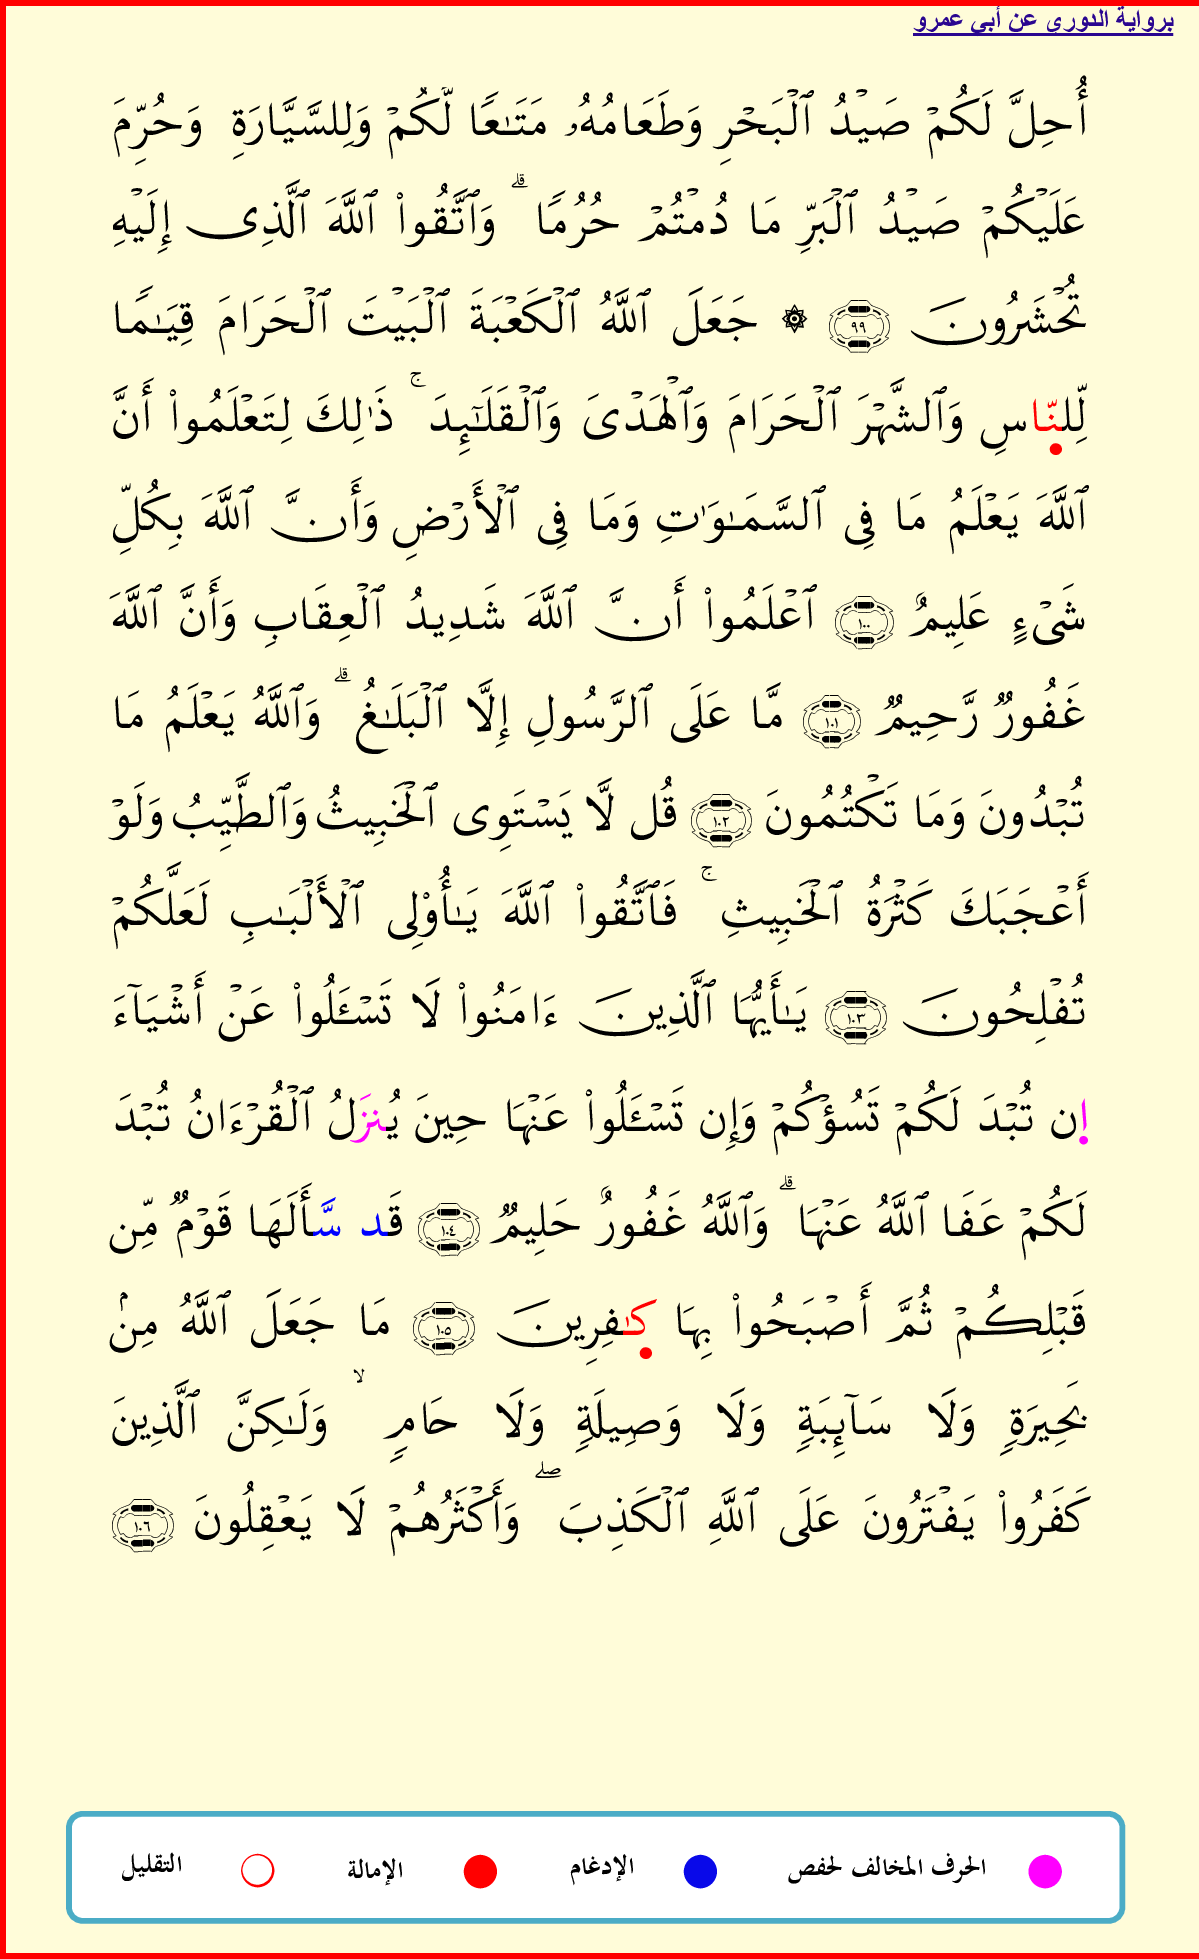 برواية الدوري عن أبي عمرو
أُحِلَّ لَكُمۡ صَيۡدُ ٱلۡبَحۡرِ وَطَعَامُهُۥ مَتَٰعٗا لَّكُمۡ وَلِلسَّيَّارَةِ وَحُرِّمَ
عَلَيۡكُمۡ صَيۡدُ ٱلۡبَرِّ مَا دُمۡتُمۡ حُرُمٗا ۗ وَٱتَّقُواْ ٱللَّهَ ٱلَّذِي إِلَيۡهِ
تُحۡشَرُونَ ٩٩ ۞ جَعَلَ ٱللَّهُ ٱلۡكَعۡبَةَ ٱلۡبَيۡتَ ٱلۡحَرَامَ قِيَٰمٗا
لِّلنَّاسِ وَٱلشَّهۡرَ ٱلۡحَرَامَ وَٱلۡهَدۡيَ وَٱلۡقَلَٰٓئِدَ ۚ ذَٰلِكَ لِتَعۡلَمُواْ أَنَّ
ٱللَّهَ يَعۡلَمُ مَا فِي ٱلسَّمَٰوَٰتِ وَمَا فِي ٱلۡأَرۡضِ وَأَنَّ ٱللَّهَ بِكُلِّ
شَيۡءٍ عَلِيمٌ ١٠٠ ٱعۡلَمُواْ أَنَّ ٱللَّهَ شَدِيدُ ٱلۡعِقَابِ وَأَنَّ ٱللَّهَ
غَفُورٞ رَّحِيمٞ ١٠١ مَّا عَلَى ٱلرَّسُولِ إِلَّا ٱلۡبَلَٰغُ ۗ وَٱللَّهُ يَعۡلَمُ مَا
تُبۡدُونَ وَمَا تَكۡتُمُونَ ١٠٢ قُل لَّا يَسۡتَوِي ٱلۡخَبِيثُ وَٱلطَّيِّبُ وَلَوۡ
أَعۡجَبَكَ كَثۡرَةُ ٱلۡخَبِيثِ ۚ فَٱتَّقُواْ ٱللَّهَ يَٰٓأُوْلِي ٱلۡأَلۡبَٰبِ لَعَلَّكُمۡ
تُفۡلِحُونَ ١٠٣ يَٰٓأَيُّهَا ٱلَّذِينَ ءَامَنُواْ لَا تَسۡـَٔلُواْ عَنۡ أَشۡيَآءَ
اِن تُبۡدَ لَكُمۡ تَسُؤۡكُمۡ وَإِن تَسۡـَٔلُواْ عَنۡهَا حِينَ يُنزَلُ ٱلۡقُرۡءَانُ تُبۡدَ
لَكُمۡ عَفَا ٱللَّهُ عَنۡهَا ۗ وَٱللَّهُ غَفُورٌ حَلِيمٞ ١٠٤ قَد سَّأَلَهَا قَوۡمٞ مِّن
قَبۡلِكُمۡ ثُمَّ أَصۡبَحُواْ بِهَا كَٰفِرِينَ ١٠٥ مَا جَعَلَ ٱللَّهُ مِنۢ
بَحِيرَةٖ وَلَا سَآئِبَةٖ وَلَا وَصِيلَةٖ وَلَا حَامٖ ۙ وَلَٰكِنَّ ٱلَّذِينَ
كَفَرُواْ يَفۡتَرُونَ عَلَى ٱللَّهِ ٱلۡكَذِبَ ۖ وَأَكۡثَرُهُمۡ لَا يَعۡقِلُونَ ١٠٦
الحرف المخالف لحفص الإدغام الإمالة التقليل